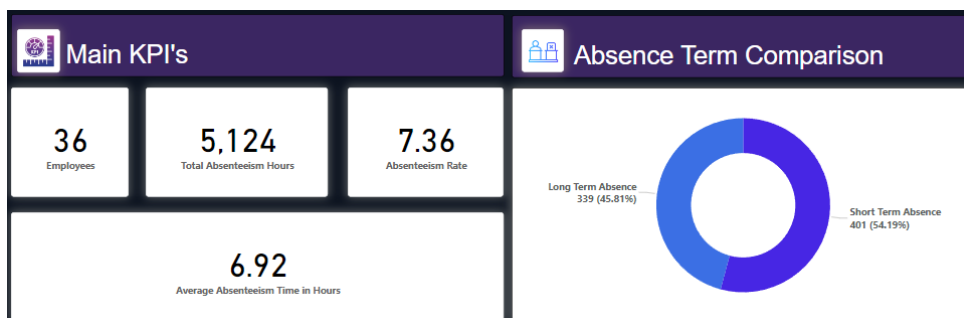 Main KPI's
36
Employees
5,124
Total Absenteeism Hours
7.36
Absenteeism Rate
6.92
Average Absenteeism Time in Hours
Absence Term Comparison
Long Term Absence
339 (45.81%)
Short Term Absence
401 (54.19%)